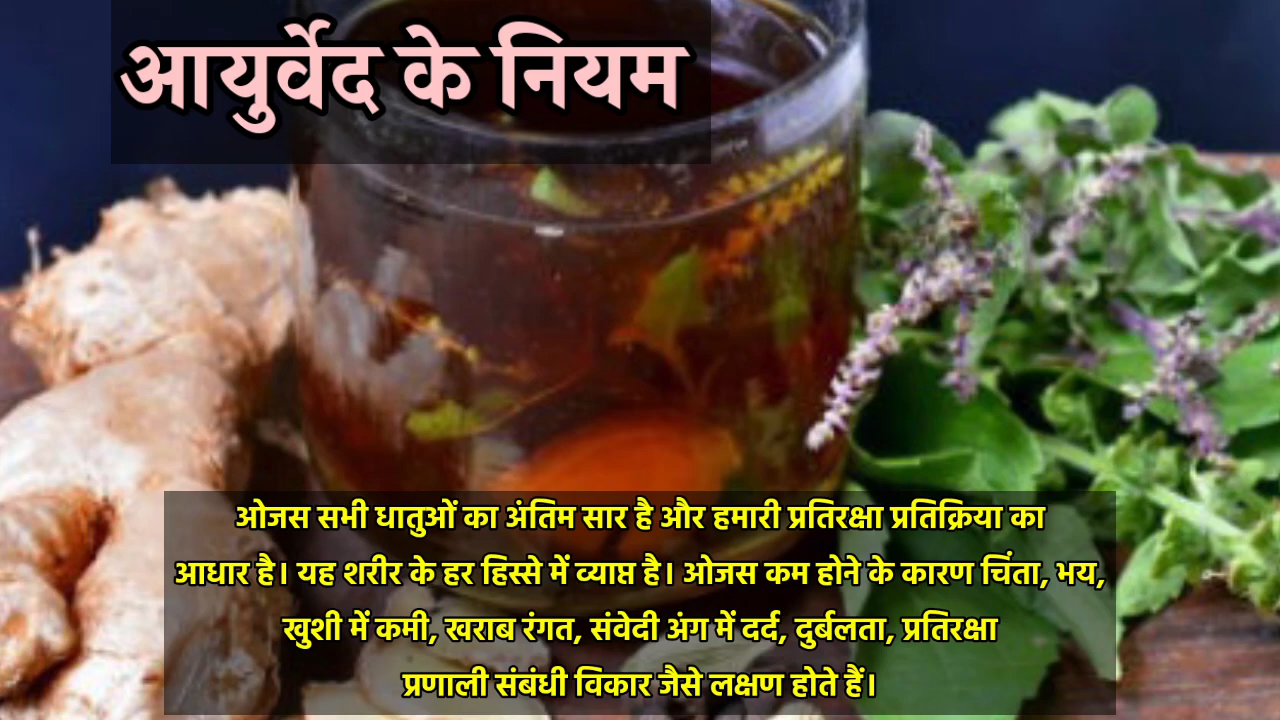 आयुर्वेद के नियम
ओजस सभी धातुओं का अंतिम सार है और हमारी प्रतिरक्षा प्रतिक्रिया का
आधार है। यह शरीर के हर हिस्से में व्याप्त है। ओजस कम होने के कारण चिंता, भय,
खुशी में कमी, खराब रंगत, संवेदी अंग में दर्द, दुर्बलता, प्रतिरक्षा
प्रणाली संबंधी विकार जैसे लक्षण होते हैं।